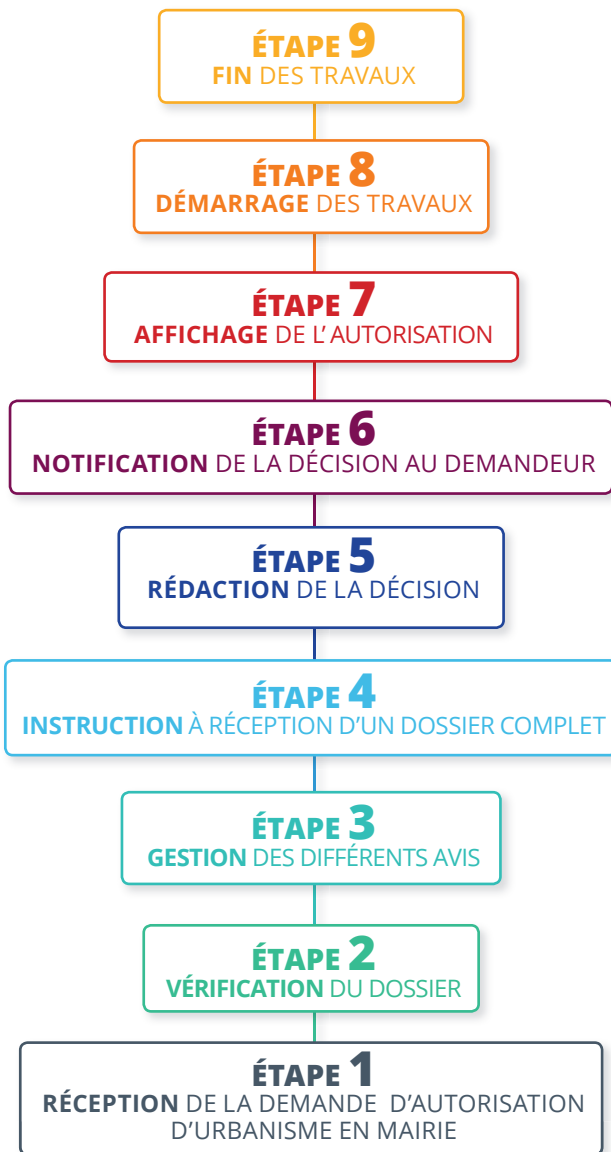 ÉTAPE 9
FIN DES TRAVAUX
ÉTAPE 8
DÉMARRAGE DES TRAVAUX
ÉTAPE 7
AFFICHAGE DE L'AUTORISATION
ÉTAPE 6
NOTIFICATION DE LA DÉCISION AU DEMANDEUR
ÉTAPE 5
RÉDACTION DE LA DÉCISION
ÉTAPE 4
INSTRUCTION À RÉCEPTION D'UN DOSSIER COMPLET
ÉTAPE 3
GESTION DES DIFFÉRENTS AVIS
ÉTAPE 2
VÉRIFICATION DU DOSSIER
ÉTAPE 1
RÉCEPTION DE LA DEMANDE D'AUTORISATION
D'URBANISME EN MAIRIE